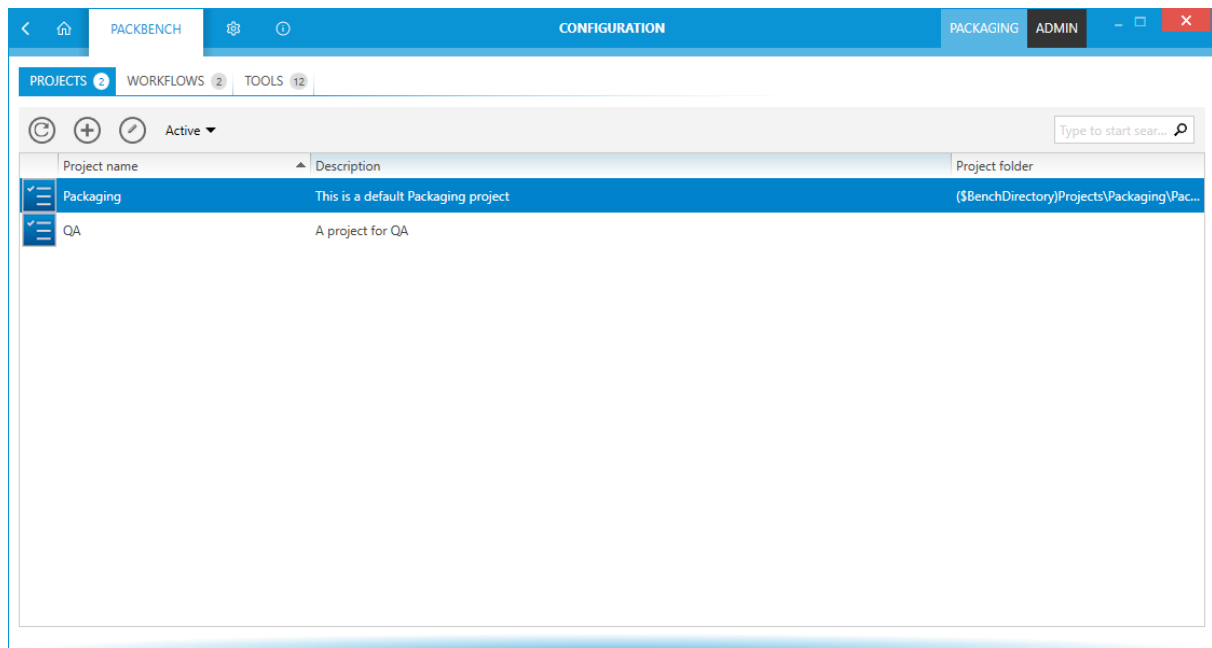 PACKBENCH CONFIGURATION PACKAGING ADMIN
PROJECTS 2 WORKFLOWS 2 TOOLS 12
Active Type to start sear...
Project name Description Project folder
Packaging This is a default Packaging project ($BenchDirectory)Projects\Packaging\Pac...
QA A project for QA